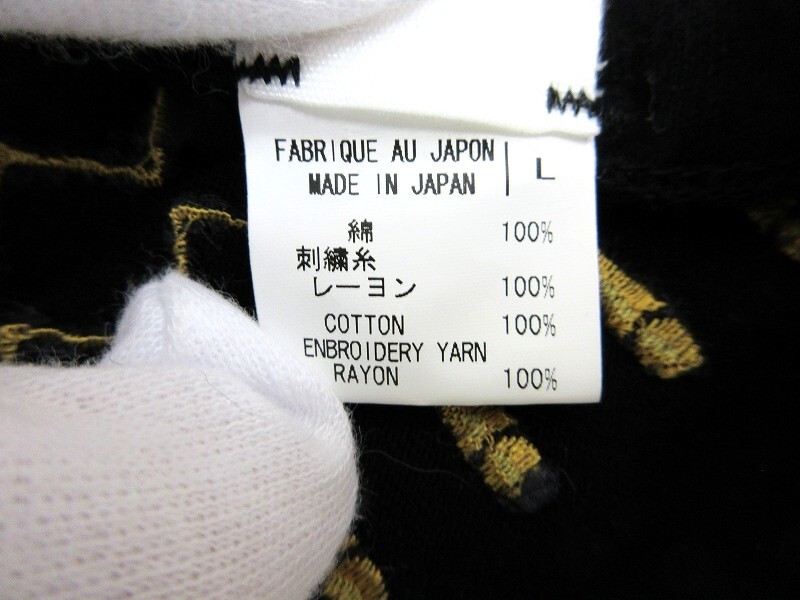 FABRIQUE AU JAPON
MADE IN JAPAN L
綿 100%
刺繍糸
レーヨン 100%
COTTON 100%
ENBROIDERY YARN
RAYON 100%